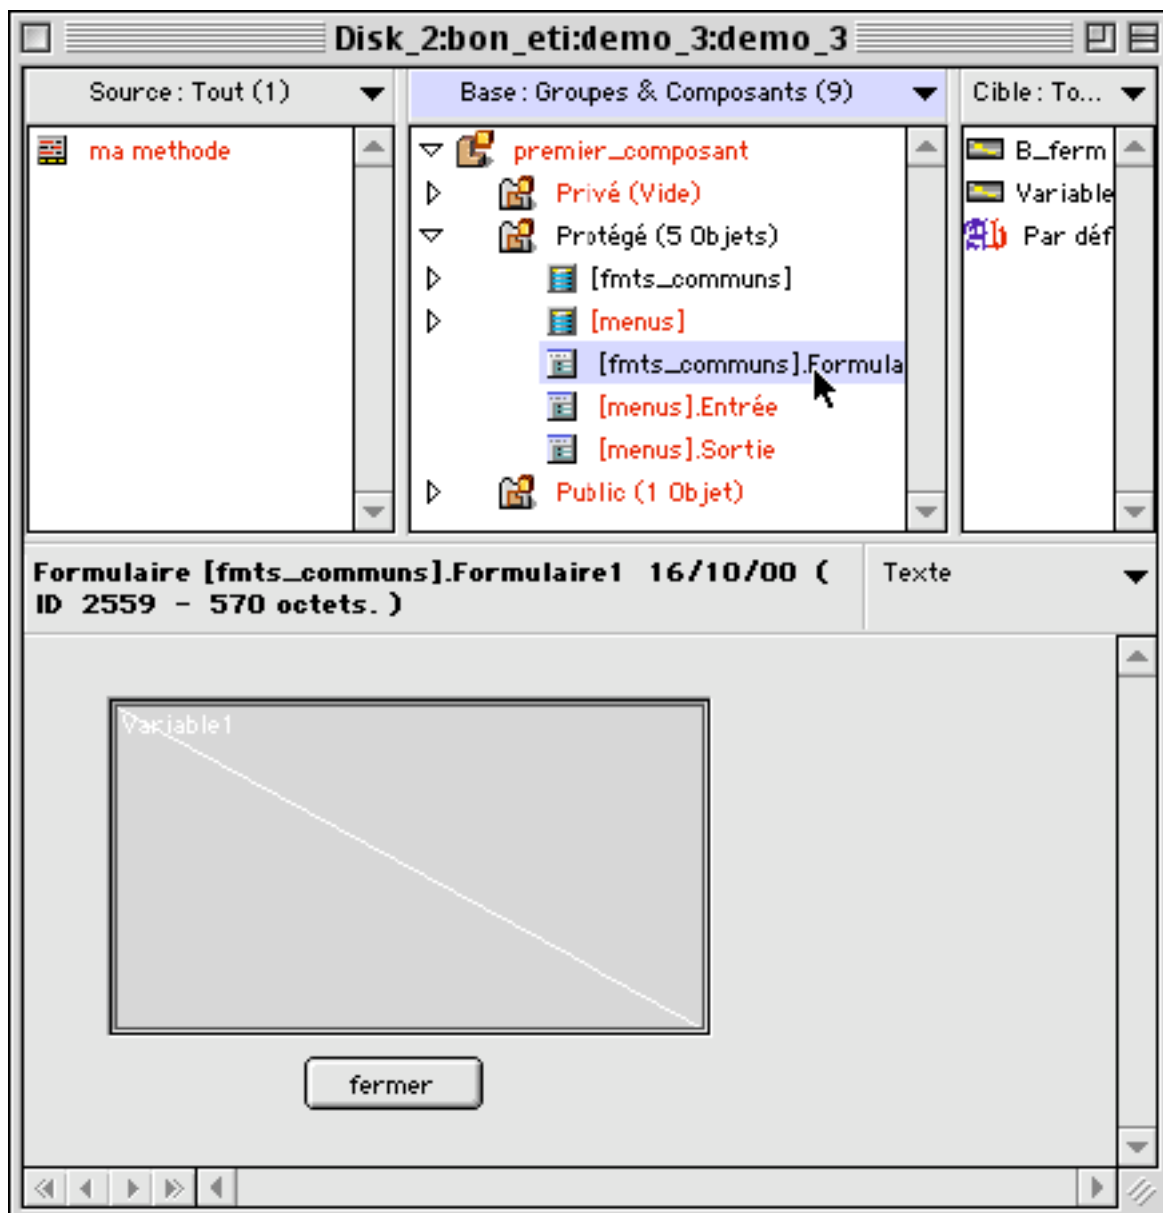 Disk_2:bon_eti:demo_3:demo_3
Source : Tout (1)
Base : Groupes & Composants (9)
Cible : To...
ma methode
premier_composant
Privé (Vide)
Protégé (5 Objets)
[fmts_communs]
[menus]
[fmts_communs].Formula
[menus].Entrée
[menus].Sortie
Public (1 Objet)
B_ferm
Variable
Par déf
Formulaire [fmts_communs].Formulaire1 16/10/00 (
ID 2559 - 570 octets. )
Texte
Variable1
fermer